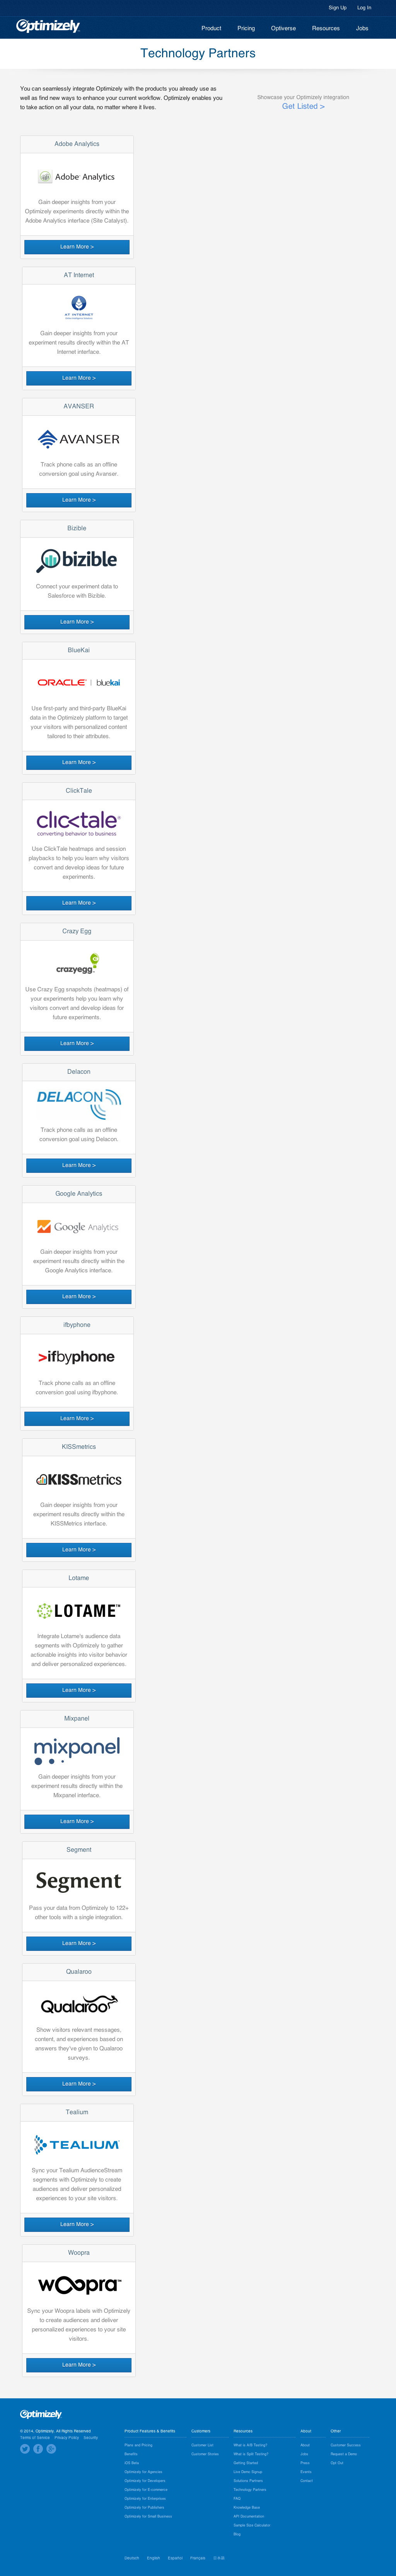 Sign Up Log In
Optimizely
Product Pricing Optiverse Resources Jobs
Technology Partners
You can seamlessly integrate Optimizely with the products you already use as
well as find new ways to enhance your current workflow. Optimizely enables you
to take action on all your data, no matter where it lives.
Showcase your Optimizely integration
Get Listed >
Adobe Analytics
Adobe Analytics
Gain deeper insights from your
Optimizely experiments directly within the
Adobe Analytics interface (Site Catalyst).
Learn More >
AT Internet
AT INTERNET
Gain deeper insights from your
experiment results directly within the AT
Internet interface.
Learn More >
AVANSER
AVANSER
Track phone calls as an offline
conversion goal using Avanser.
Learn More >
Bizible
bizible
Connect your experiment data to
Salesforce with Bizible.
Learn More >
BlueKai
ORACLE | bluekai
Use first-party and third-party BlueKai
data in the Optimizely platform to target
your visitors with personalized content
tailored to their attributes.
Learn More >
ClickTale
clicktale
converting behavior to business
Use ClickTale heatmaps and session
playbacks to help you learn why visitors
convert and develop ideas for future
experiments.
Learn More >
Crazy Egg
crazyegg
Use Crazy Egg snapshots (heatmaps) of
your experiments help you learn why
visitors convert and develop ideas for
future experiments.
Learn More >
Delacon
DELACON
Track phone calls as an offline
conversion goal using Delacon.
Learn More >
Google Analytics
Google Analytics
Gain deeper insights from your
experiment results directly within the
Google Analytics interface.
Learn More >
ifbyphone
>ifbyphone
Track phone calls as an offline
conversion goal using ifbyphone.
Learn More >
KISSmetrics
KISSmetrics
Gain deeper insights from your
experiment results directly within the
KISSMetrics interface.
Learn More >
Lotame
LOTAME™
Integrate Lotame's audience data
segments with Optimizely to gather
actionable insights into visitor behavior
and deliver personalized experiences.
Learn More >
Mixpanel
mixpanel
Gain deeper insights from your
experiment results directly within the
Mixpanel interface.
Learn More >
Segment
Segment
Pass your data from Optimizely to 122+
other tools with a single integration.
Learn More >
Qualaroo
Qualaroo
Show visitors relevant messages,
content, and experiences based on
answers they've given to Qualaroo
surveys.
Learn More >
Tealium
TEALIUM
Sync your Tealium AudienceStream
segments with Optimizely to create
audiences and deliver personalized
experiences to your site visitors.
Learn More >
Woopra
woopra™
Sync your Woopra labels with Optimizely
to create audiences and deliver
personalized experiences to your site
visitors.
Learn More >
Optimizely
© 2014, Optimizely. All Rights Reserved
Terms of Service Privacy Policy Security
Product Features & Benefits
Plans and Pricing
Benefits
iOS Beta
Optimizely for Agencies
Optimizely for Developers
Optimizely for E-commerce
Optimizely for Enterprises
Optimizely for Publishers
Optimizely for Small Business
Customers
Customer List
Customer Stories
Resources
What is A/B Testing?
What is Split Testing?
Getting Started
Live Demo Signup
Solutions Partners
Technology Partners
FAQ
Knowledge Base
API Documentation
Sample Size Calculator
Blog
About
About
Jobs
Press
Events
Contact
Other
Customer Success
Request a Demo
Opt Out
Deutsch English Español Français 日本語